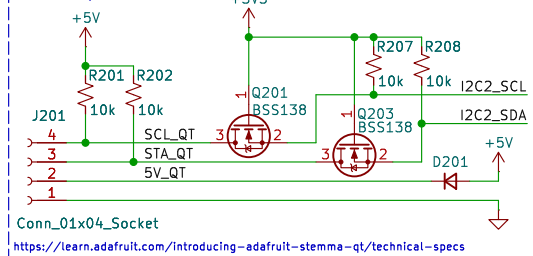 +5V
+3V3
R201
10k
R202
10k
Q201
BSS138
1
3
2
R207
10k
R208
10k
I2C2_SCL
I2C2_SDA
Q203
BSS138
1
3
2
J201
4
3
2
1
SCL_QT
STA_QT
5V_QT
D201
+5V
Conn_01x04_Socket
https://learn.adafruit.com/introducing-adafruit-stemma-qt/technical-specs